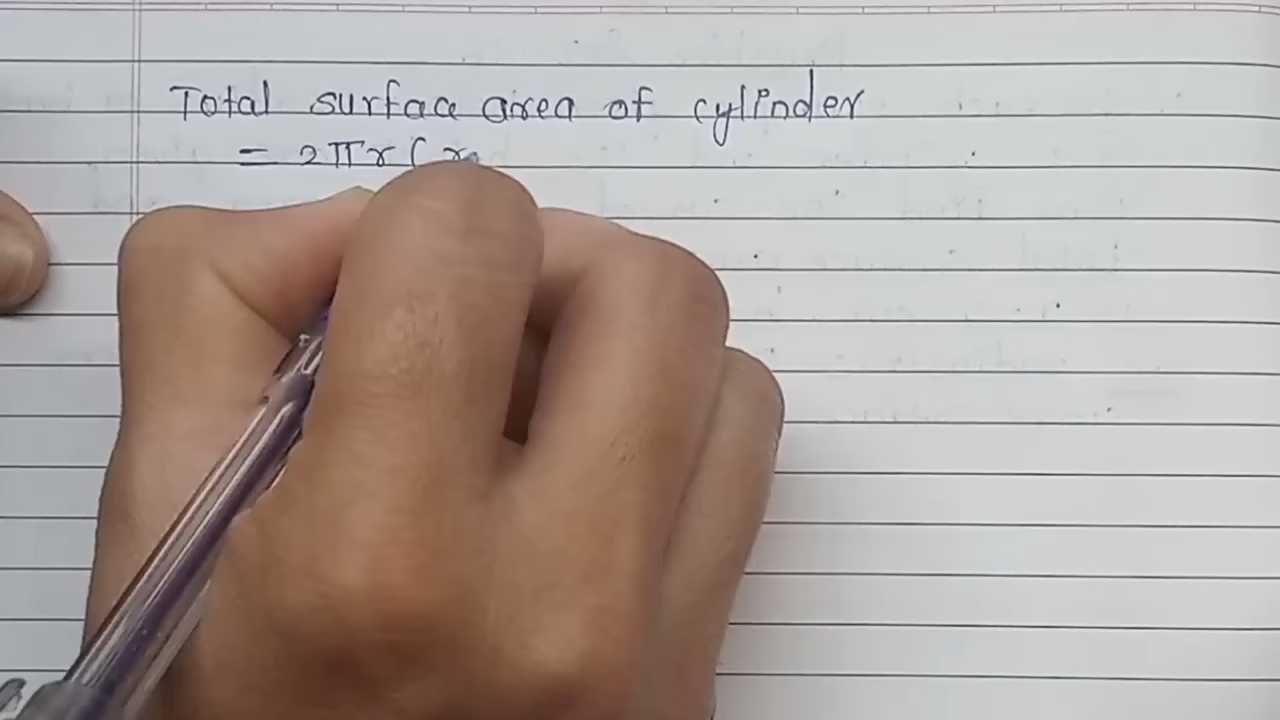 Total surface area of cylinder
= 2πr(r